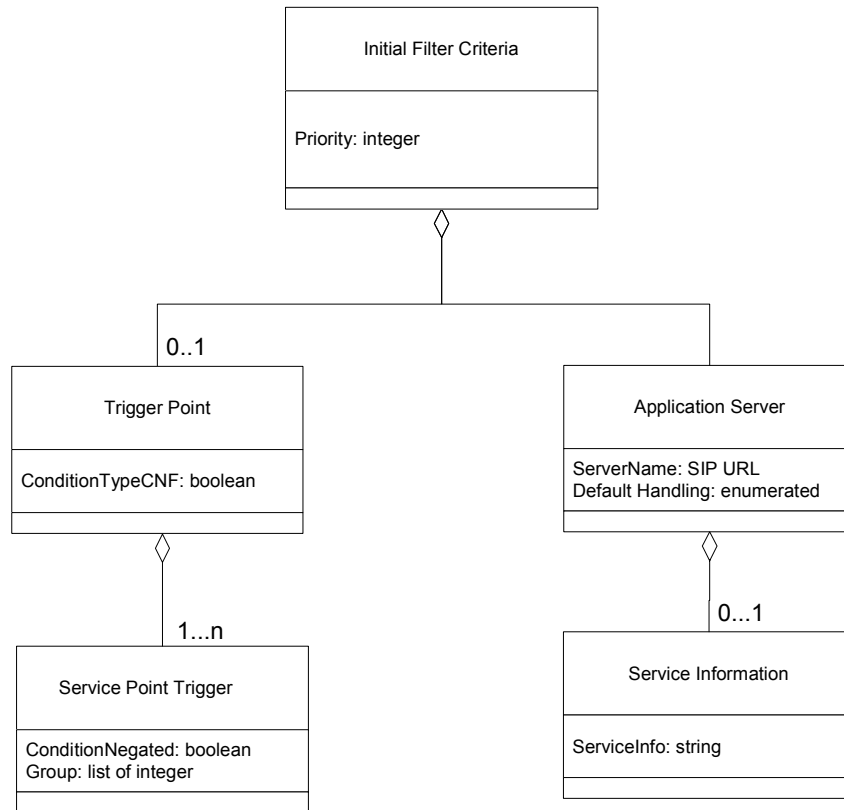 Initial Filter Criteria
Priority: integer
0..1
Trigger Point
Application Server
ConditionTypeCNF: boolean
ServerName: SIP URL
Default Handling: enumerated
1...n
0...1
Service Point Trigger
Service Information
ConditionNegated: boolean
Group: list of integer
ServiceInfo: string